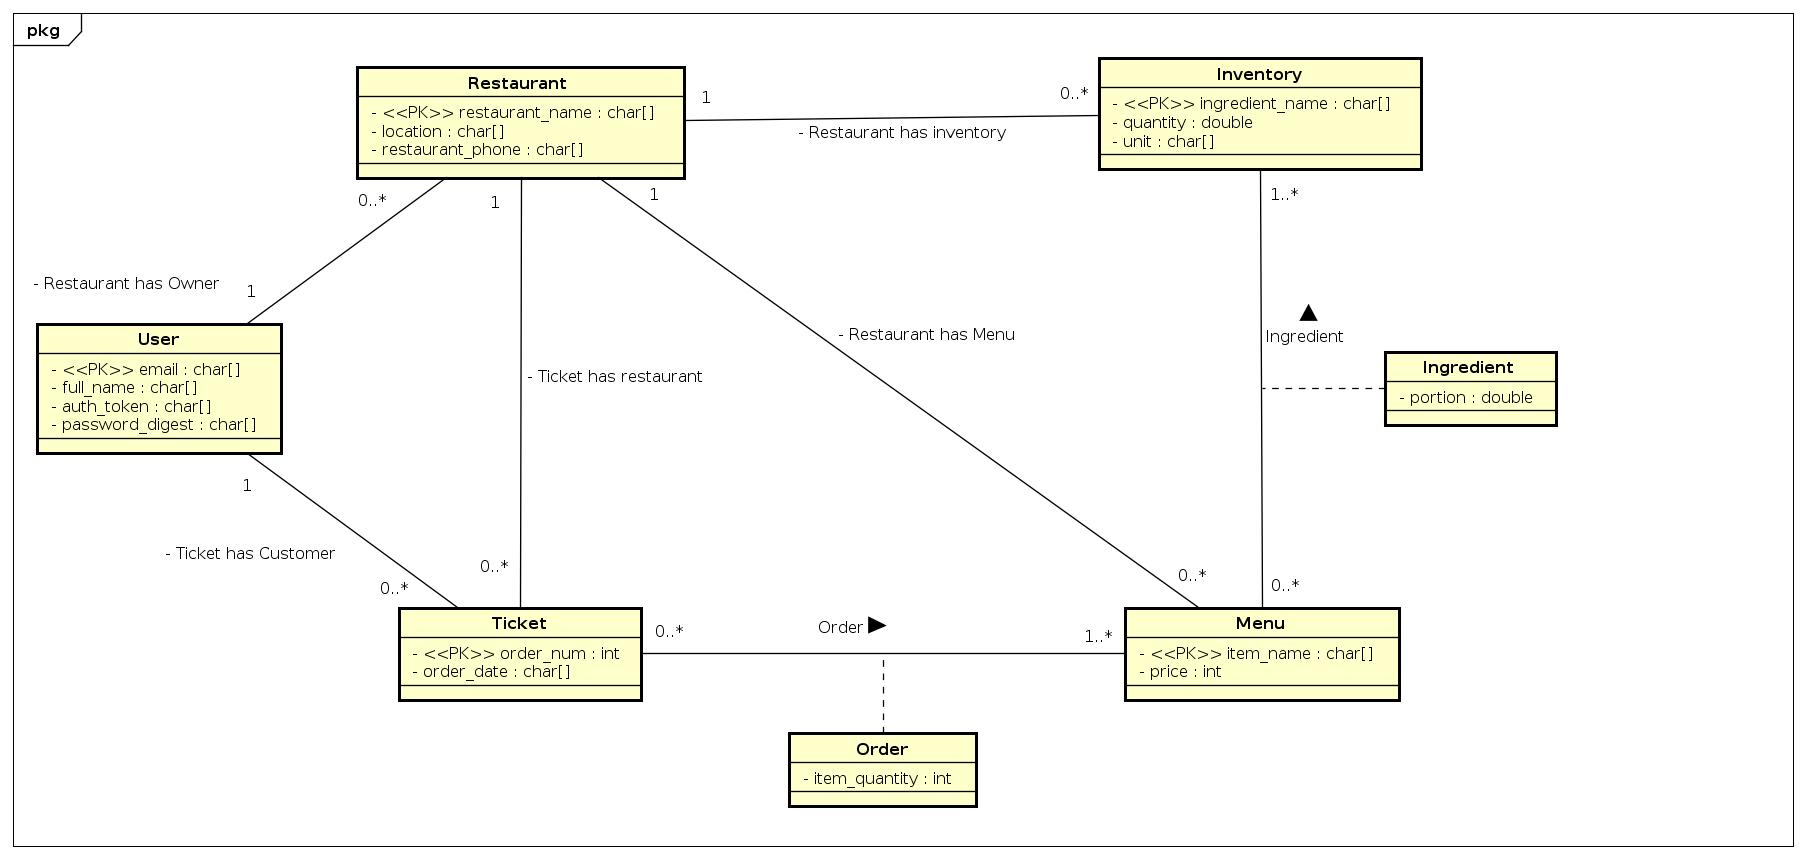 pkg
Restaurant
- <<PK>> restaurant_name : char[]
- location : char[]
- restaurant_phone : char[]
1
0..*
- Restaurant has inventory
Inventory
- <<PK>> ingredient_name : char[]
- quantity : double
- unit : char[]
0..*
1
1
1..*
- Restaurant has Owner
1
User
- <<PK>> email : char[]
- full_name : char[]
- auth_token : char[]
- password_digest : char[]
- Ticket has restaurant
- Restaurant has Menu
Ingredient
Ingredient
- portion : double
1
- Ticket has Customer
0..*
0..*
0..*
0..*
Ticket
- <<PK>> order_num : int
- order_date : char[]
0..*
Order
1..*
Menu
- <<PK>> item_name : char[]
- price : int
Order
- item_quantity : int